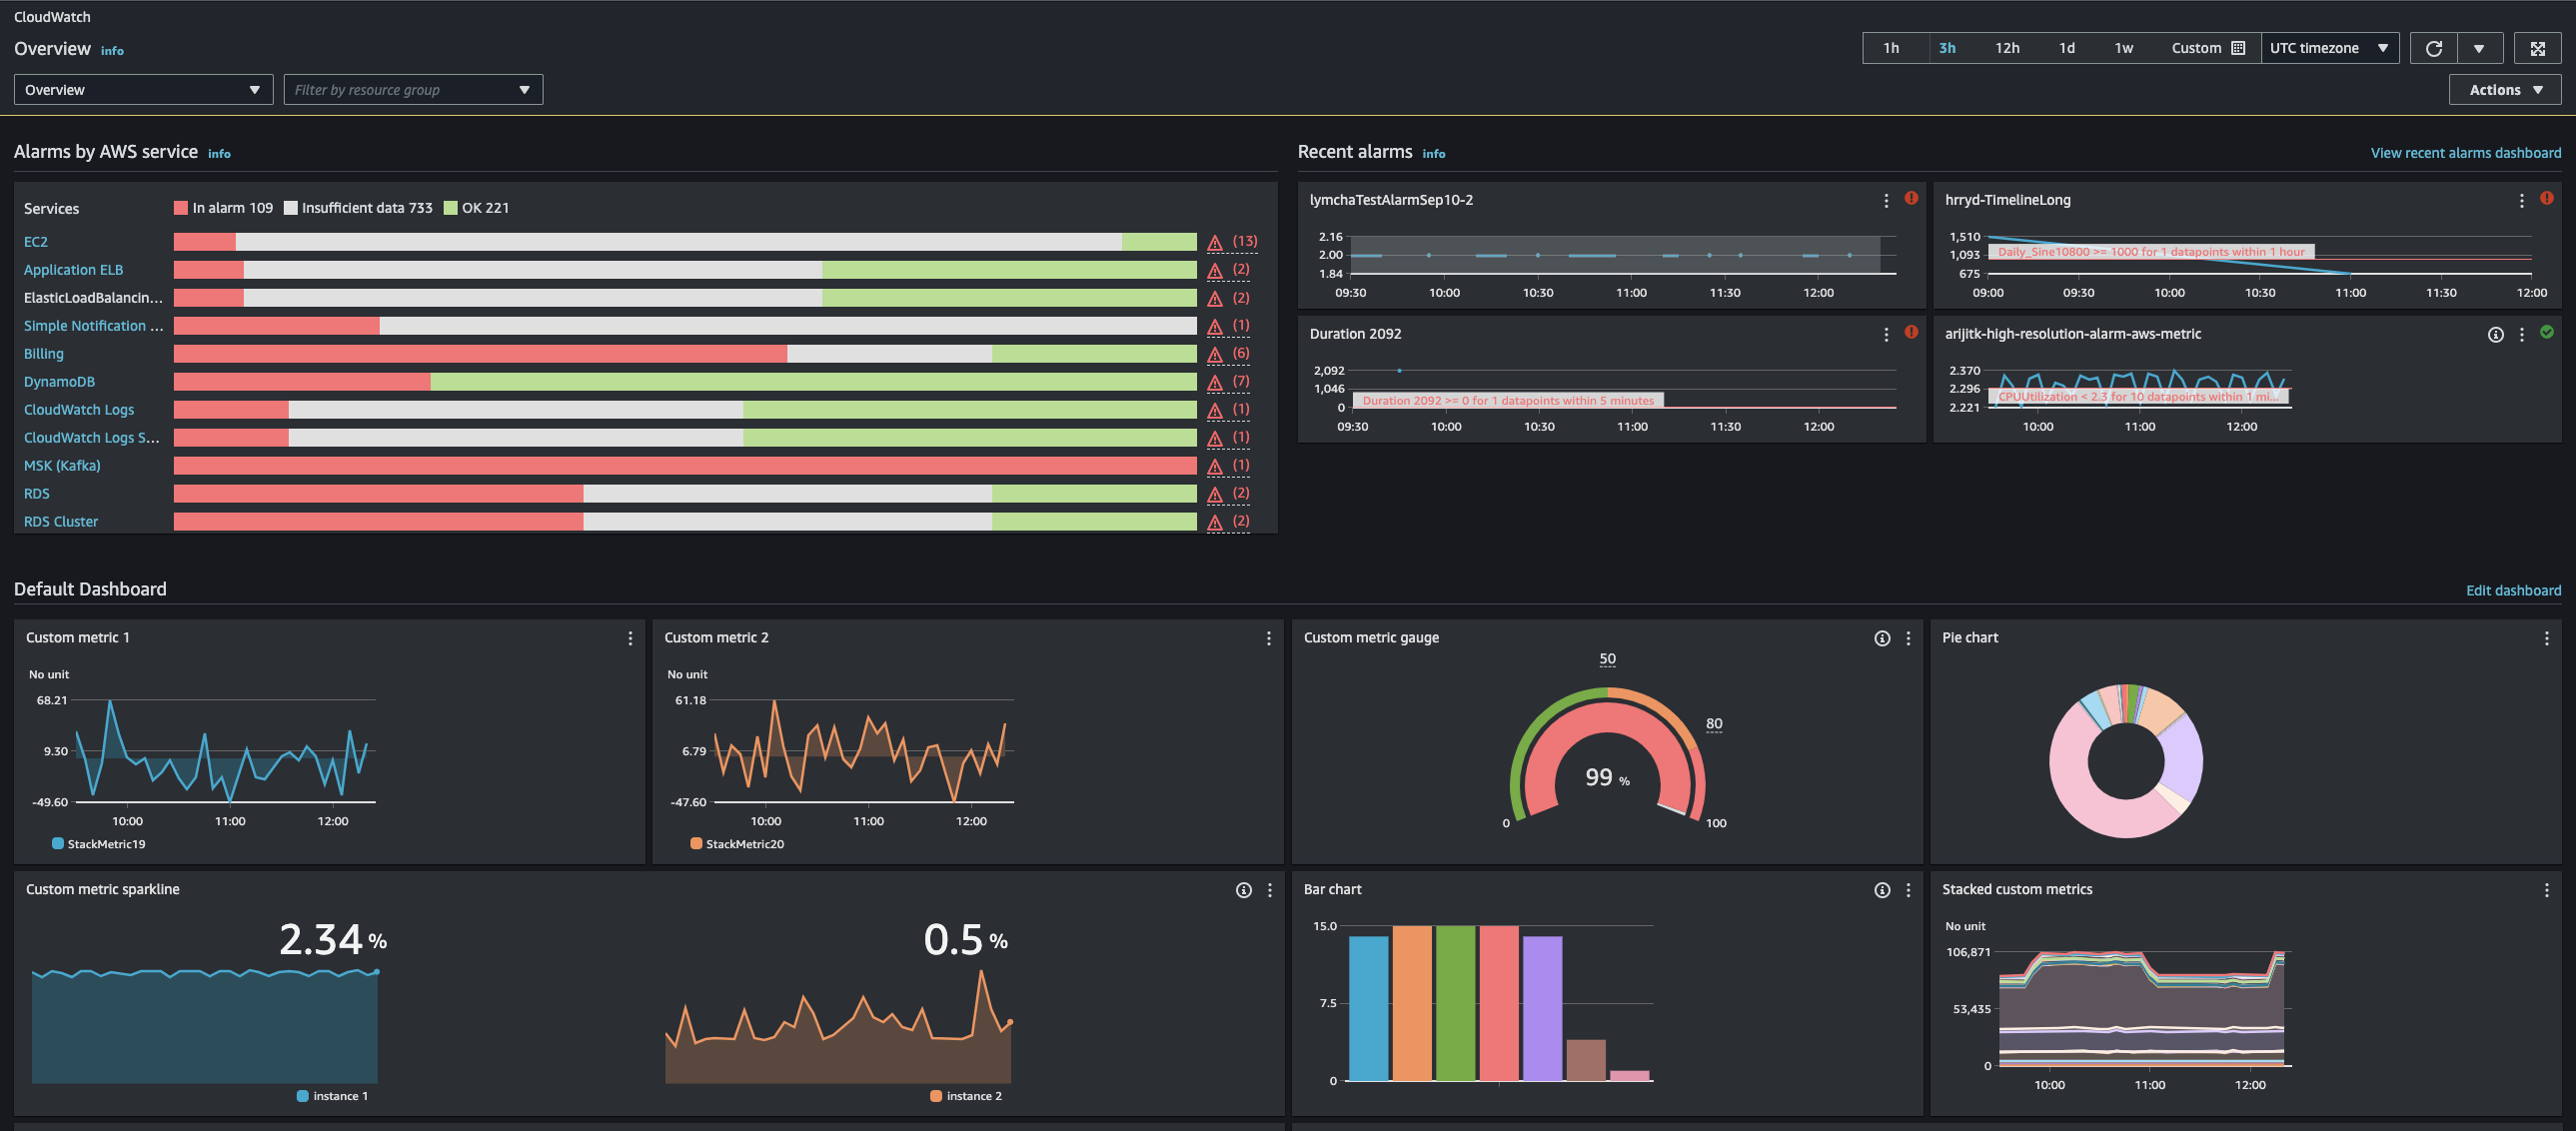 CloudWatch
Overview info
1h 3h 12h 1d 1w Custom UTC timezone
Overview Filter by resource group
Actions
Alarms by AWS service info
Services In alarm 109 Insufficient data 733 OK 221
EC2 (13)
Application ELB (2)
ElasticLoadBalancin... (2)
Simple Notification ... (1)
Billing (6)
DynamoDB (7)
CloudWatch Logs (1)
CloudWatch Logs S... (1)
MSK (Kafka) (1)
RDS (2)
RDS Cluster (2)
Recent alarms info
View recent alarms dashboard
lymchaTestAlarmSep10-2
2.16
2.00
1.84
09:30 10:00 10:30 11:00 11:30 12:00
hrryd-TImelineLong
1,510
1,093
675
Daily_Sine10800 >= 1000 for 1 datapoints within 1 hour
09:00 09:30 10:00 10:30 11:00 11:30 12:00
Duration 2092
2,092
1,046
0
Duration 2092 >= 0 for 1 datapoints within 5 minutes
09:30 10:00 10:30 11:00 11:30 12:00
arijitk-high-resolution-alarm-aws-metric
2.370
2.296
2.221
CPUUtilization < 2.3 for 10 datapoints within 1 mi...
10:00 11:00 12:00
Default Dashboard
Edit dashboard
Custom metric 1
No unit
68.21
9.30
-49.60
10:00 11:00 12:00
StackMetric19
Custom metric 2
No unit
61.18
6.79
-47.60
10:00 11:00 12:00
StackMetric20
Custom metric gauge
50
80
99 %
0 100
Pie chart
Custom metric sparkline
2.34 %
instance 1
0.5 %
instance 2
Bar chart
15.0
7.5
0
Stacked custom metrics
No unit
106,871
53,435
0
10:00 11:00 12:00